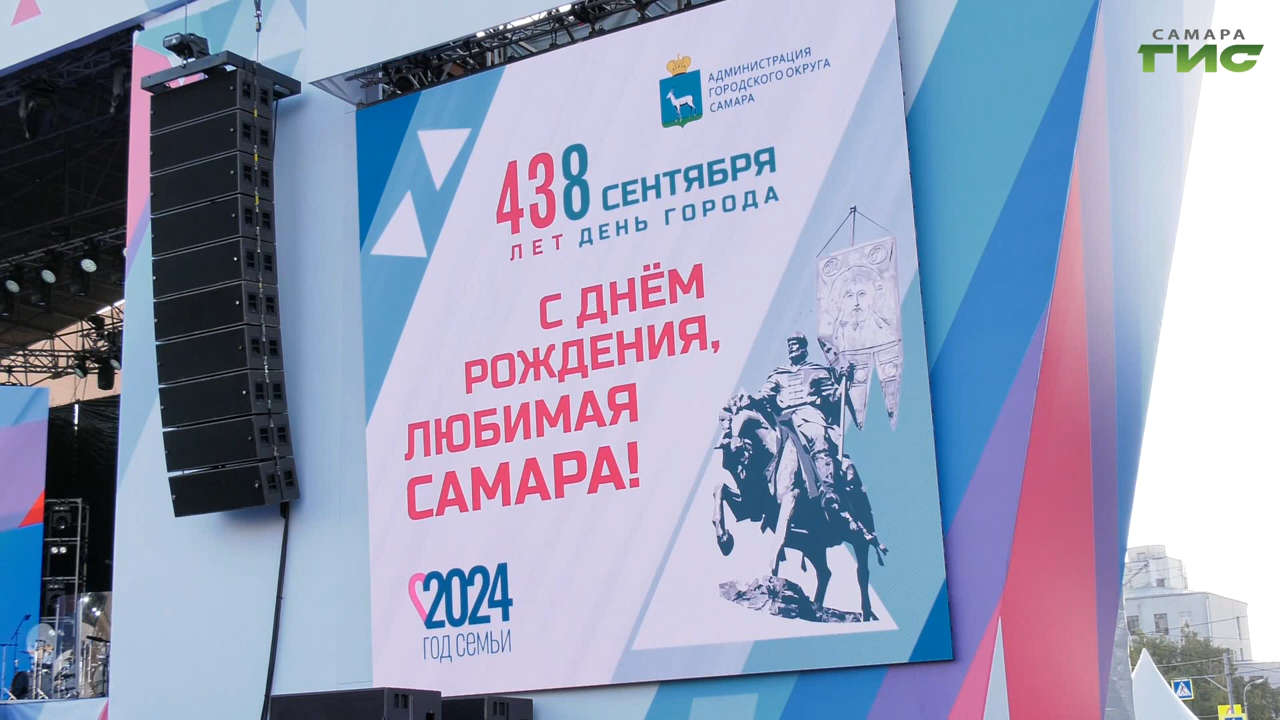 САМАРА
ГИС
АДМИНИСТРАЦИЯ
ГОРОДСКОГО ОКРУГА
САМАРА
438 СЕНТЯБРЯ
ЛЕТ ДЕНЬ ГОРОДА
С ДНЁМ
РОЖДЕНИЯ,
ЛЮБИМАЯ
САМАРА!
2024
ГОД СЕМЬИ